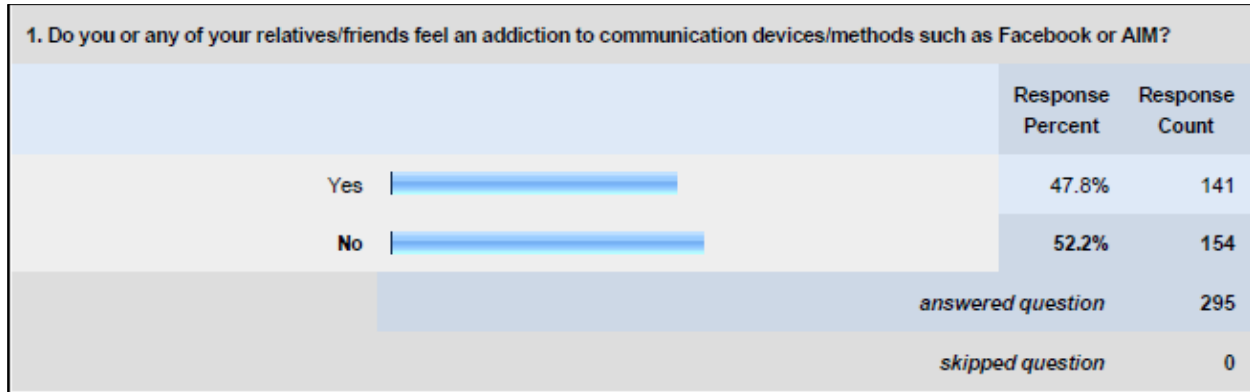 1. Do you or any of your relatives/friends feel an addiction to communication devices/methods such as Facebook or AIM?
Response Percent Response Count
Yes 47.8% 141
No 52.2% 154
answered question 295
skipped question 0